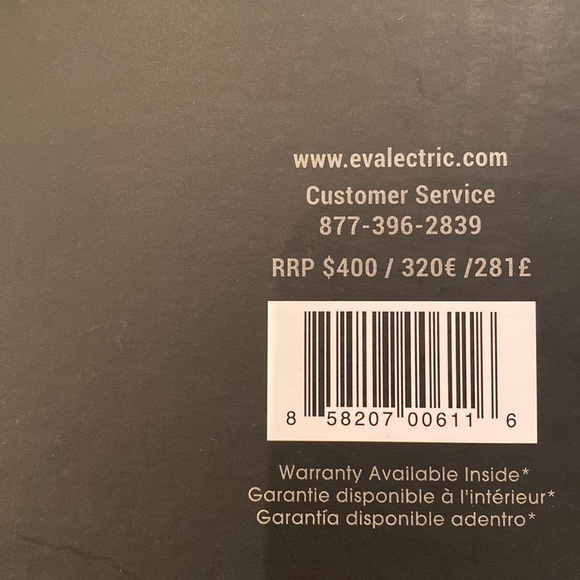 www.evalectric.com
Customer Service
877-396-2839
RRP $400 / 320€ /281£
8 58207 00611 6
Warranty Available Inside*
Garantie disponible à l'intérieur*
Garantía disponible adentro*